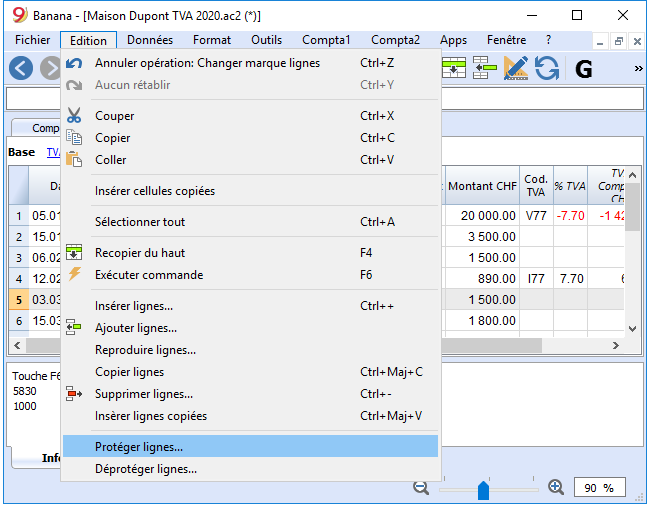 9 Banana - [Maison Dupont TVA 2020.ac2 (*)]
Fichier Edition Données Format Outils Compta1 Compta2 Apps Fenêtre ?
Annuler opération: Changer marque lignes Ctrl+Z
Aucun rétablir Ctrl+Y
G »
Couper Ctrl+X
Copier Ctrl+C
Coller Ctrl+V
Insérer cellules copiées
Sélectionner tout Ctrl+A
Recopier du haut F4
Exécuter commande F6
Insérer lignes... Ctrl++
Ajouter lignes...
Reproduire lignes...
Copier lignes Ctrl+Maj+C
Supprimer lignes... Ctrl+-
Insèrer lignes copiées Ctrl+Maj+V
Protéger lignes...
Déprotéger lignes...
Comp
Base TVA
Da Montant CHF Cod. TVA % TVA TV Comp CH
1 05.01 20 000.00 V77 -7.70 -1 42
2 15.01 3 500.00
3 06.02 1 500.00
4 12.02 890.00 I77 7.70 6
5 03.03 1 500.00
6 15.03 1 800.00
Touche F6
5830
1000
Info
90 %